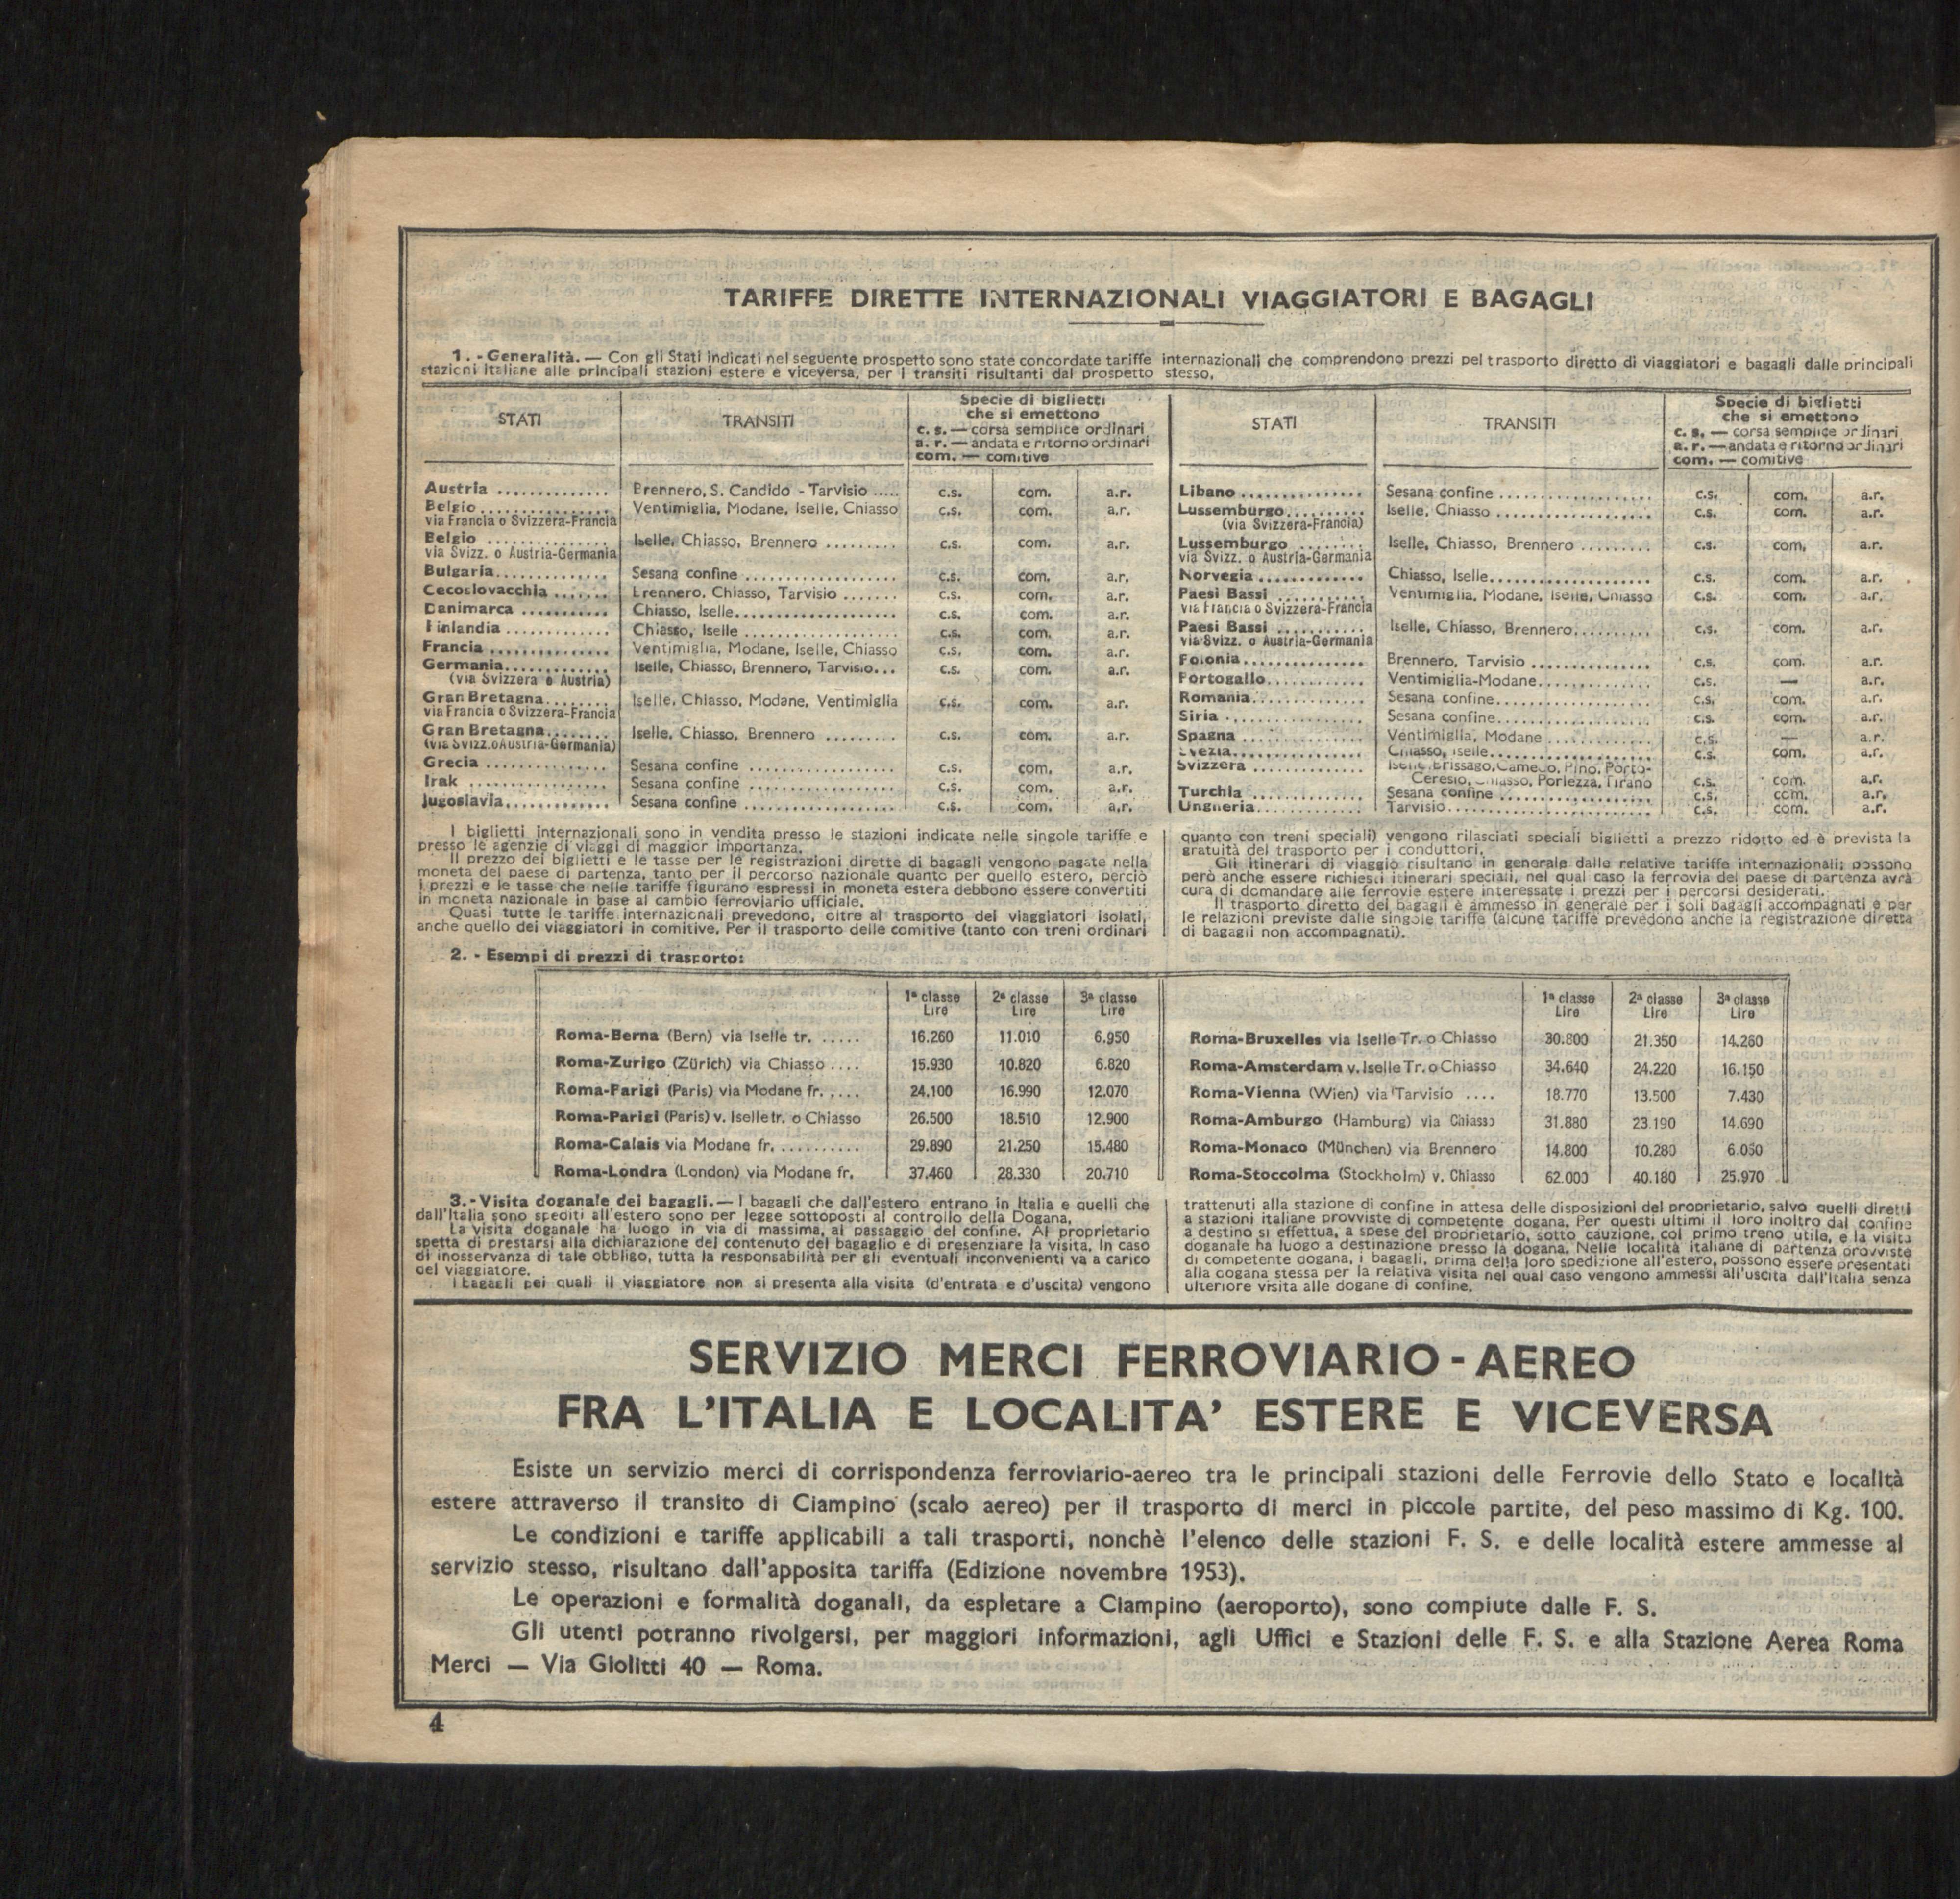 TARIFFE DIRETTE INTERNAZIONALI VIAGGIATORI E BAGAGLI
1. - Generalità. — Con gli Stati indicati nel seguente prospetto sono state concordate tariffe internazionali che comprendono prezzi pel trasporto diretto di viaggiatori e bagagli dalle principali
stazioni italiane alle principali stazioni estere e viceversa, per i transiti risultanti dal prospetto stesso.
STATI TRANSITI Specie di biglietti
che si emettono
c. s. — corsa semplice ordinari
a. r. — andata e ritorno ordinari
com. — comitive
Austria ............. Brennero, S. Candido - Tarvisio ..... c.s. com. a.r.
Belgio .............. Ventimiglia, Modane, Iselle, Chiasso c.s. com. a.r.
via Francia o Svizzera-Francia
Belgio .............. Iselle, Chiasso, Brennero ......... c.s. com. a.r.
via Svizz. o Austria-Germania
Bulgaria............. Sesana confine ................... c.s. com. a.r.
Cecoslovacchia ....... Brennero, Chiasso, Tarvisio ....... c.s. com. a.r.
Danimarca ........... Chiasso, Iselle.................... c.s. com. a.r.
Finlandia ............ Chiasso, Iselle ................... c.s. com. a.r.
Francia .............. Ventimiglia, Modane, Iselle, Chiasso c.s. com. a.r.
Germania............. Iselle, Chiasso, Brennero, Tarvisio... c.s. com. a.r.
(via Svizzera o Austria)
Gran Bretagna........ Iselle, Chiasso, Modane, Ventimiglia c.s. com. a.r.
via Francia o Svizzera-Francia
Gran Bretagna........ Iselle, Chiasso, Brennero ......... c.s. com. a.r.
(via Svizz. o Austria-Germania)
Grecia ............... Sesana confine ................... c.s. com. a.r.
Irak ................. Sesana confine ................... c.s. com. a.r.
Jugoslavia............ Sesana confine ................... c.s. com. a.r.
STATI TRANSITI Specie di biglietti
che si emettono
c. s. — corsa semplice ordinari
a. r. — andata e ritorno ordinari
com. — comitive
Libano ............... Sesana confine ................... c.s. com. a.r.
Lussemburgo.......... Iselle, Chiasso ................... c.s. com. a.r.
(via Svizzera-Francia)
Lussemburgo ........ Iselle, Chiasso, Brennero ......... c.s. com. a.r.
via Svizz. o Austria-Germania
Norvegia ............. Chiasso, Iselle.................... c.s. com. a.r.
Paesi Bassi ........... Ventimiglia, Modane, Iselle, Chiasso c.s. com. a.r.
via Francia o Svizzera-Francia
Paesi Bassi ........... Iselle, Chiasso, Brennero.......... c.s. com. a.r.
via Svizz. o Austria-Germania
Polonia............... Brennero, Tarvisio ............... c.s. com. a.r.
Portogallo............ Ventimiglia-Modane.............. c.s. — a.r.
Romania.............. Sesana confine................... c.s. com. a.r.
Siria ................. Sesana confine................... c.s. com. a.r.
Spagna ............... Ventimiglia, Modane ............. c.s. — a.r.
Svezia................ Chiasso, Iselle.................... c.s. com. a.r.
Svizzera .............. Iselle, Brissago, Camedo, Pino, Porto-
Ceresio, Chiasso, Porlezza, Tirano c.s. com. a.r.
Turchia .............. Sesana confine ................... c.s. com. a.r.
Ungheria............. Tarvisio.......................... c.s. com. a.r.
I biglietti internazionali sono in vendita presso le stazioni indicate nelle singole tariffe e
presso le agenzie di viaggi di maggior importanza.
Il prezzo dei biglietti e le tasse per le registrazioni dirette di bagagli vengono pagate nella
moneta del paese di partenza, tanto per il percorso nazionale quanto per quello estero, perciò
i prezzi e le tasse che nelle tariffe figurano espressi in moneta estera debbono essere convertiti
in moneta nazionale in base al cambio ferroviario ufficiale.
Quasi tutte le tariffe internazionali prevedono, oltre al trasporto dei viaggiatori isolati,
anche quello dei viaggiatori in comitive. Per il trasporto delle comitive (tanto con treni ordinari
quanto con treni speciali) vengono rilasciati speciali biglietti a prezzo ridotto ed è prevista la
gratuità del trasporto per i conduttori.
Gli itinerari di viaggio risultano in generale dalle relative tariffe internazionali; possono
però anche essere richiesti itinerari speciali, nel qual caso la ferrovia del paese di partenza avrà
cura di domandare alle ferrovie estere interessate i prezzi per i percorsi desiderati.
Il trasporto diretto dei bagagli è ammesso in generale per i soli bagagli accompagnati e per
le relazioni previste dalle singole tariffe (alcune tariffe prevedono anche la registrazione diretta
di bagagli non accompagnati).
2. - Esempi di prezzi di trasporto:
1ª classe Lire 2ª classe Lire 3ª classe Lire
Roma-Berna (Bern) via Iselle tr. ..... 16.260 11.010 6.950
Roma-Zurigo (Zürich) via Chiasso .... 15.930 10.820 6.820
Roma-Parigi (Paris) via Modane fr. .... 24.100 16.990 12.070
Roma-Parigi (Paris) v. Iselle tr. o Chiasso 26.500 18.510 12.900
Roma-Calais via Modane fr. .......... 29.890 21.250 15.480
Roma-Londra (London) via Modane fr. 37.460 28.330 20.710
1ª classe Lire 2ª classe Lire 3ª classe Lire
Roma-Bruxelles via Iselle Tr. o Chiasso 30.800 21.350 14.260
Roma-Amsterdam v. Iselle Tr. o Chiasso 34.640 24.220 16.150
Roma-Vienna (Wien) via Tarvisio .... 18.770 13.500 7.430
Roma-Amburgo (Hamburg) via Chiasso 31.880 23.190 14.690
Roma-Monaco (München) via Brennero 14.800 10.280 6.050
Roma-Stoccolma (Stockholm) v. Chiasso 62.000 40.180 25.970
3. - Visita doganale dei bagagli. — I bagagli che dall'estero entrano in Italia e quelli che
dall'Italia sono spediti all'estero sono per legge sottoposti al controllo della Dogana.
La visita doganale ha luogo in via di massima, al passaggio del confine. Al proprietario
spetta di prestarsi alla dichiarazione del contenuto del bagaglio e di presenziare la visita. In caso
di inosservanza di tale obbligo, tutta la responsabilità per gli eventuali inconvenienti va a carico
del viaggiatore.
I bagagli pei quali il viaggiatore non si presenta alla visita (d'entrata e d'uscita) vengono
trattenuti alla stazione di confine in attesa delle disposizioni del proprietario, salvo quelli diretti
a stazioni italiane provviste di competente dogana. Per questi ultimi il loro inoltro dal confine
a destino si effettua, a spese del proprietario, sotto cauzione, col primo treno utile, e la visita
doganale ha luogo a destinazione presso la dogana. Nelle località italiane di partenza provviste
di competente dogana, i bagagli, prima della loro spedizione all'estero, possono essere presentati
alla dogana stessa per la relativa visita nel qual caso vengono ammessi all'uscita dall'Italia senza
ulteriore visita alle dogane di confine.
SERVIZIO MERCI FERROVIARIO - AEREO
FRA L'ITALIA E LOCALITA' ESTERE E VICEVERSA
Esiste un servizio merci di corrispondenza ferroviario-aereo tra le principali stazioni delle Ferrovie dello Stato e località
estere attraverso il transito di Ciampino (scalo aereo) per il trasporto di merci in piccole partite, del peso massimo di Kg. 100.
Le condizioni e tariffe applicabili a tali trasporti, nonchè l'elenco delle stazioni F. S. e delle località estere ammesse al
servizio stesso, risultano dall'apposita tariffa (Edizione novembre 1953).
Le operazioni e formalità doganali, da espletare a Ciampino (aeroporto), sono compiute dalle F. S.
Gli utenti potranno rivolgersi, per maggiori informazioni, agli Uffici e Stazioni delle F. S. e alla Stazione Aerea Roma
Merci — Via Giolitti 40 — Roma.
4